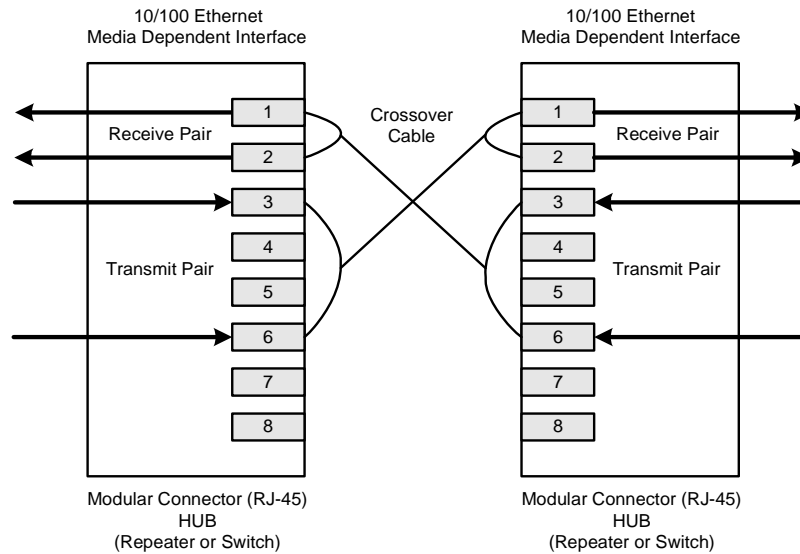 10/100 Ethernet
Media Dependent Interface
10/100 Ethernet
Media Dependent Interface
1
Receive Pair
2
3
4
Transmit Pair
5
6
7
8
Crossover
Cable
1
Receive Pair
2
3
4
Transmit Pair
5
6
7
8
Modular Connector (RJ-45)
HUB
(Repeater or Switch)
Modular Connector (RJ-45)
HUB
(Repeater or Switch)